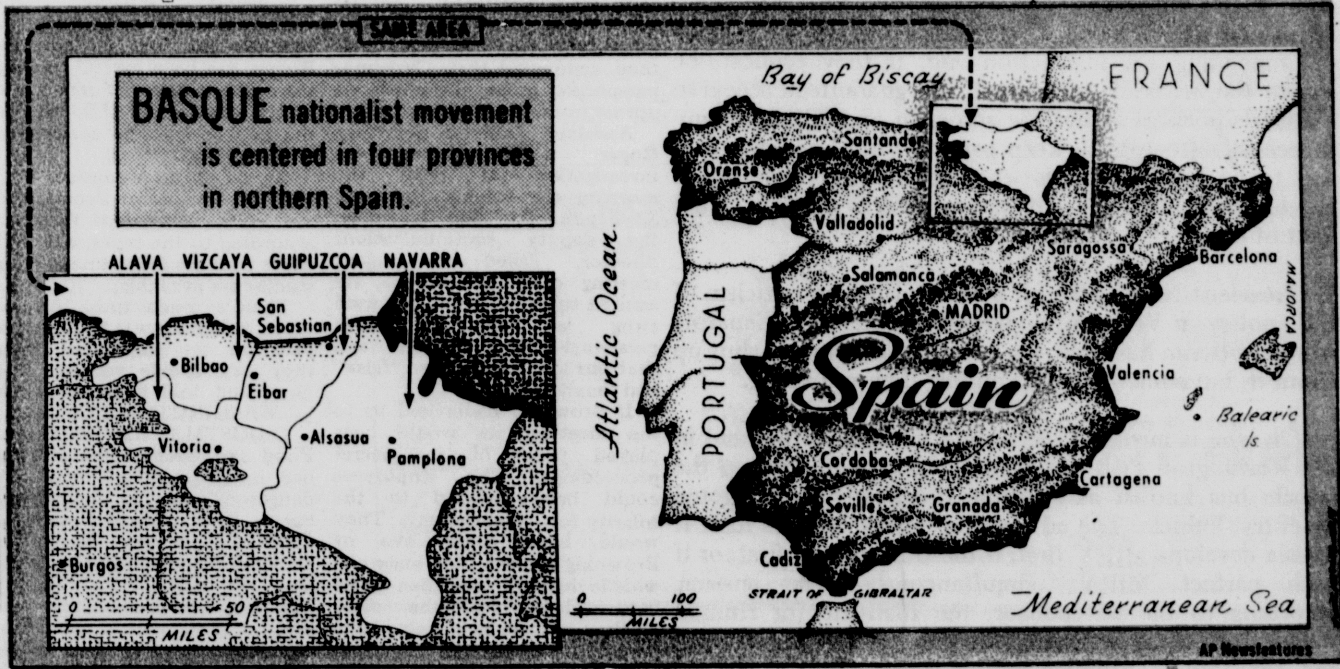 SAME AREA
BASQUE nationalist movement
is centered in four provinces
in northern Spain.
ALAVA VIZCAYA GUIPUZCOA NAVARRA
San
Sebastian
Bilbao
Eibar
Vitoria
Alsasua
Pamplona
Burgos
0 50
MILES
Bay of Biscay
FRANCE
Santander
Orense
Valladolid
Saragossa
Barcelona
Salamanca
MADRID
MAJORCA
Atlantic Ocean
PORTUGAL
Spain
Valencia
Balearic
Is
Cordoba
Cartagena
Seville
Granada
Cadiz
STRAIT OF GIBRALTAR
0 100
MILES
Mediterranean Sea
AP Newsfeatures